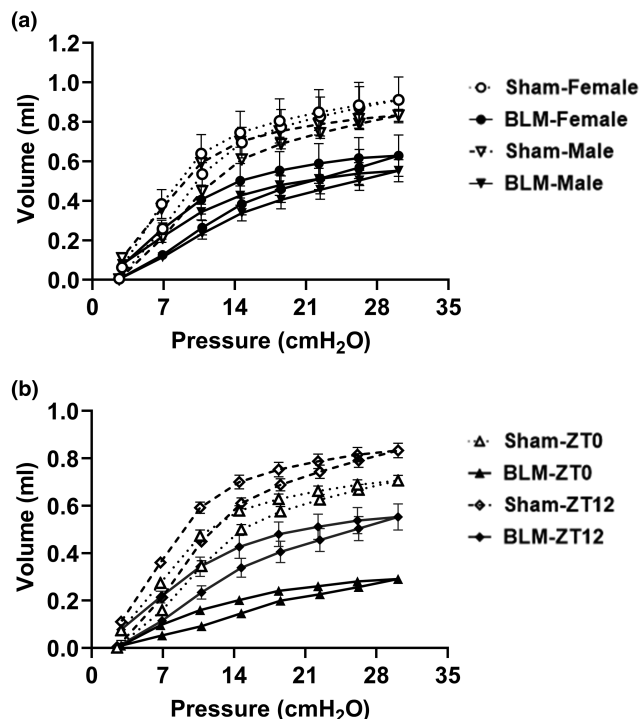 (a)
1.2
1.0
0.8
0.6
0.4
0.2
0.0
Volume (ml)
0 7 14 21 28 35
Pressure (cmH₂O)
Sham-Female
BLM-Female
Sham-Male
BLM-Male
(b)
1.0
0.8
0.6
0.4
0.2
0.0
Volume (ml)
0 7 14 21 28 35
Pressure (cmH₂O)
Sham-ZT0
BLM-ZT0
Sham-ZT12
BLM-ZT12